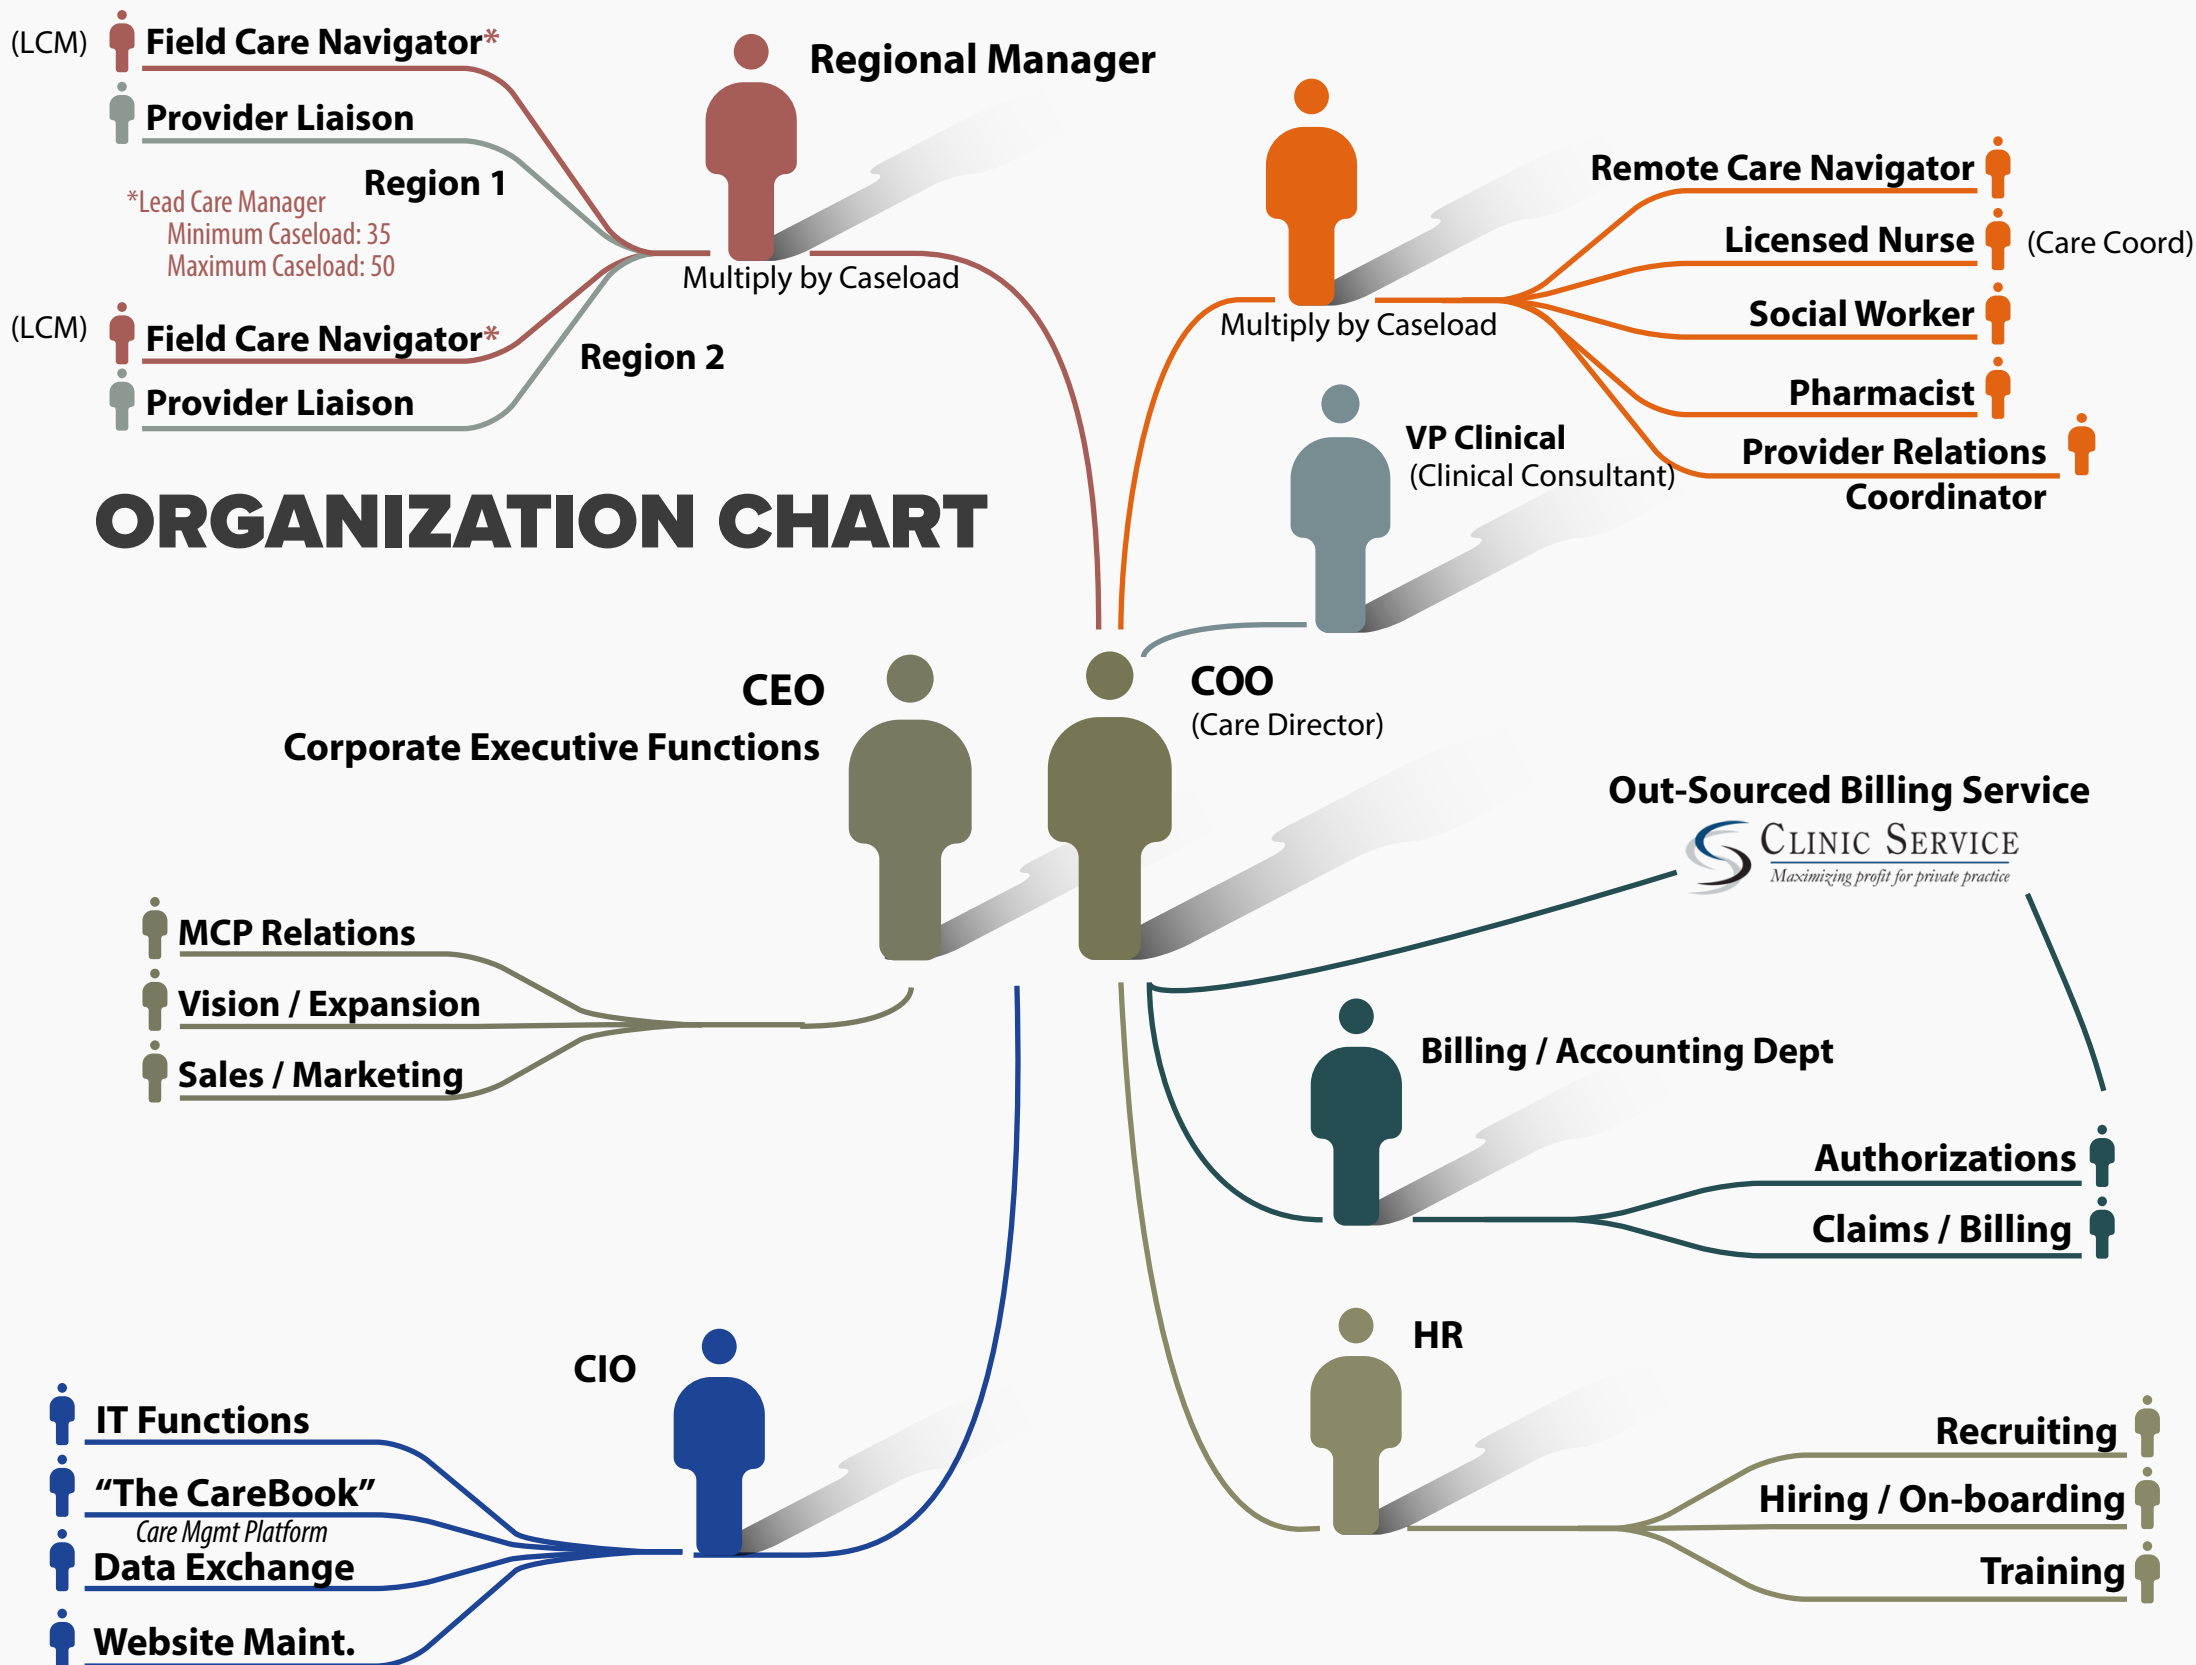 (LCM)
Field Care Navigator*
Provider Liaison
Region 1
*Lead Care Manager
Minimum Caseload: 35
Maximum Caseload: 50
(LCM)
Field Care Navigator*
Region 2
Provider Liaison
Regional Manager
Multiply by Caseload
Multiply by Caseload
Remote Care Navigator
Licensed Nurse
(Care Coord)
Social Worker
Pharmacist
Provider Relations
Coordinator
VP Clinical
(Clinical Consultant)
ORGANIZATION CHART
CEO
Corporate Executive Functions
COO
(Care Director)
Out-Sourced Billing Service
CLINIC SERVICE
Maximizing profit for private practice
MCP Relations
Vision / Expansion
Sales / Marketing
Billing / Accounting Dept
Authorizations
Claims / Billing
CIO
IT Functions
“The CareBook”
Care Mgmt Platform
Data Exchange
Website Maint.
HR
Recruiting
Hiring / On-boarding
Training